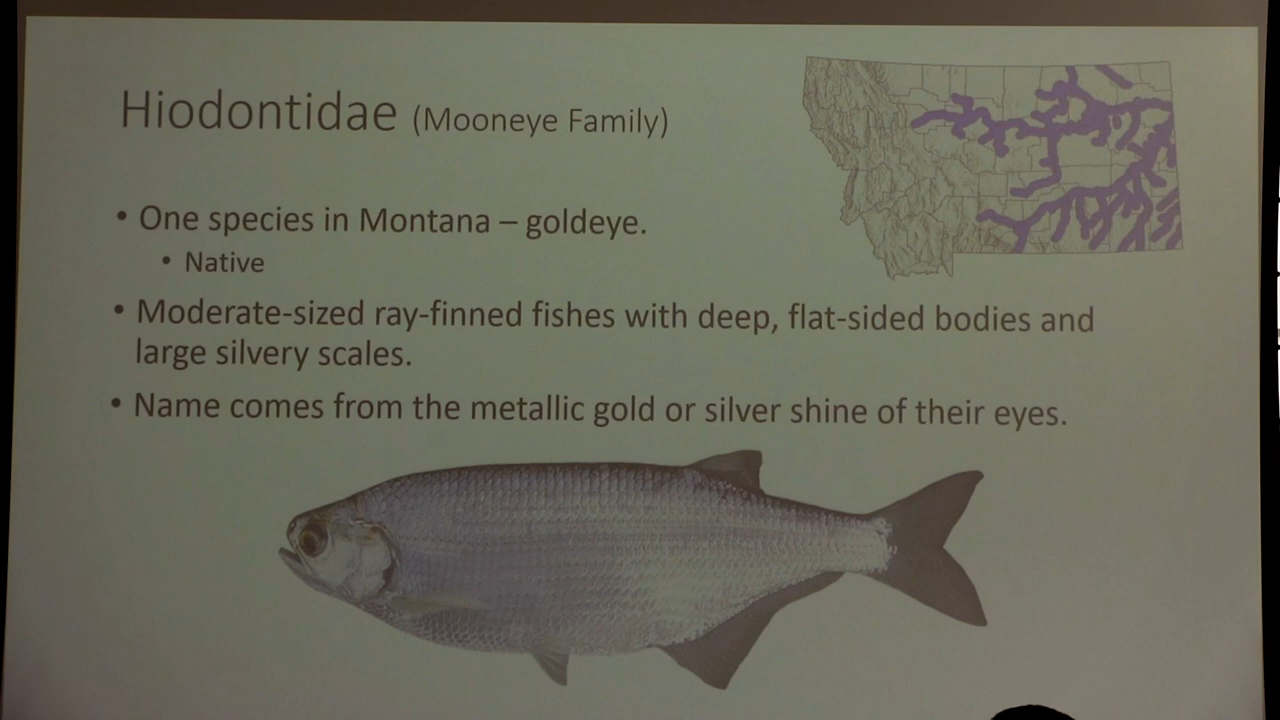 Hiodontidae (Mooneye Family)
• One species in Montana – goldeye.
• Native
• Moderate-sized ray-finned fishes with deep, flat-sided bodies and
large silvery scales.
• Name comes from the metallic gold or silver shine of their eyes.